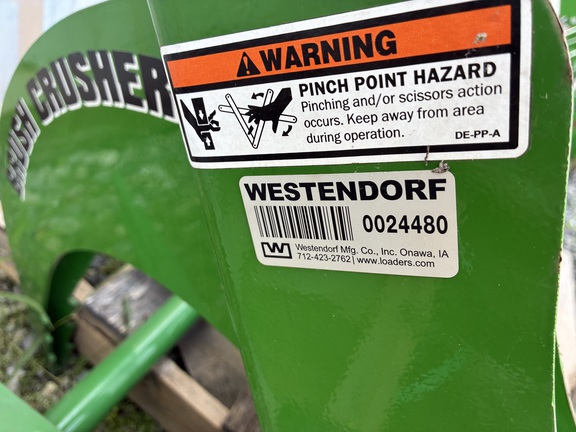 BRUSH CRUSHER
WARNING
PINCH POINT HAZARD
Pinching and/or scissors action
occurs. Keep away from area
during operation.
DE-PP-A
WESTENDORF
0024480
W
Westendorf Mfg. Co., Inc. Onawa, IA
712-423-2762 | www.loaders.com